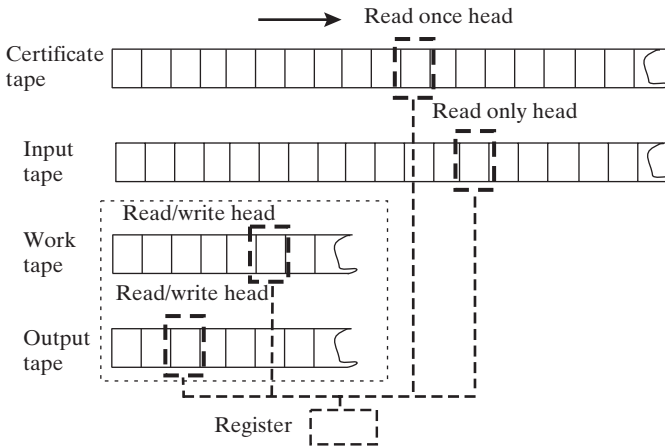 Read once head
Certificate
tape
Read only head
Input
tape
Read/write head
Work
tape
Read/write head
Output
tape
Register